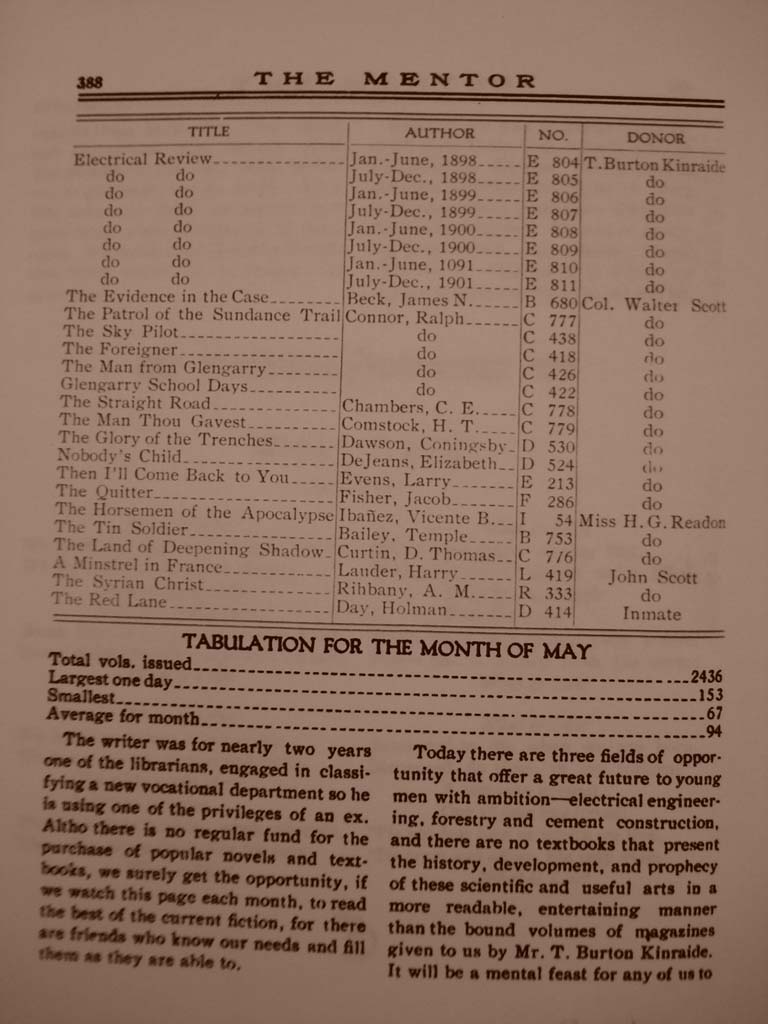 388 THE MENTOR
TITLE AUTHOR NO. DONOR
Electrical Review Jan.-June, 1898 E 804 T. Burton Kinraide
do do July-Dec., 1898 E 805 do
do do Jan.-June, 1899 E 806 do
do do July-Dec., 1899 E 807 do
do do Jan.-June, 1900 E 808 do
do do July-Dec., 1900 E 809 do
do do Jan.-June, 1091 E 810 do
do do July-Dec., 1901 E 811 do
The Evidence in the Case Beck, James N. B 680 Col. Walter Scott
The Patrol of the Sundance Trail Connor, Ralph C 777 do
The Sky Pilot do C 438 do
The Foreigner do C 418 do
The Man from Glengarry do C 426 do
Glengarry School Days do C 422 do
The Straight Road Chambers, C. E. C 778 do
The Man Thou Gavest Comstock, H. T. C 779 do
The Glory of the Trenches Dawson, Coningsby D 530 do
Nobody's Child DeJeans, Elizabeth D 524 do
Then I'll Come Back to You Evens, Larry E 213 do
The Quitter Fisher, Jacob F 286 do
The Horsemen of the Apocalypse Ibañez, Vicente B. I 54 Miss H. G. Readon
The Tin Soldier Bailey, Temple B 753 do
The Land of Deepening Shadow Curtin, D. Thomas C 776 do
A Minstrel in France Lauder, Harry L 419 John Scott
The Syrian Christ Rihbany, A. M. R 333 do
The Red Lane Day, Holman D 414 Inmate
TABULATION FOR THE MONTH OF MAY
Total vols. issued 2436
Largest one day 153
Smallest 67
Average for month 94
The writer was for nearly two years
one of the librarians, engaged in classi-
fying a new vocational department so he
is using one of the privileges of an ex.
Altho there is no regular fund for the
purchase of popular novels and text-
books, we surely get the opportunity, if
we watch this page each month, to read
the best of the current fiction, for there
are friends who know our needs and fill
them as they are able to.
Today there are three fields of oppor-
tunity that offer a great future to young
men with ambition—electrical engineer-
ing, forestry and cement construction,
and there are no textbooks that present
the history, development, and prophecy
of these scientific and useful arts in a
more readable, entertaining manner
than the bound volumes of magazines
given to us by Mr. T. Burton Kinraide.
It will be a mental feast for any of us to